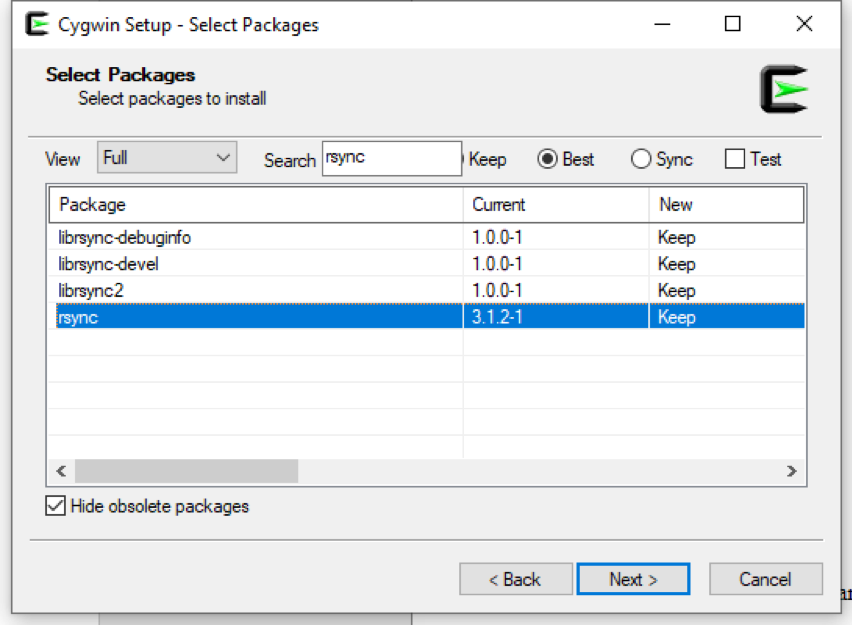 Cygwin Setup - Select Packages
Select Packages
Select packages to install
View Full Search rsync Keep Best Sync Test
Package Current New
librsync-debuginfo 1.0.0-1 Keep
librsync-devel 1.0.0-1 Keep
librsync2 1.0.0-1 Keep
rsync 3.1.2-1 Keep
Hide obsolete packages
< Back Next > Cancel